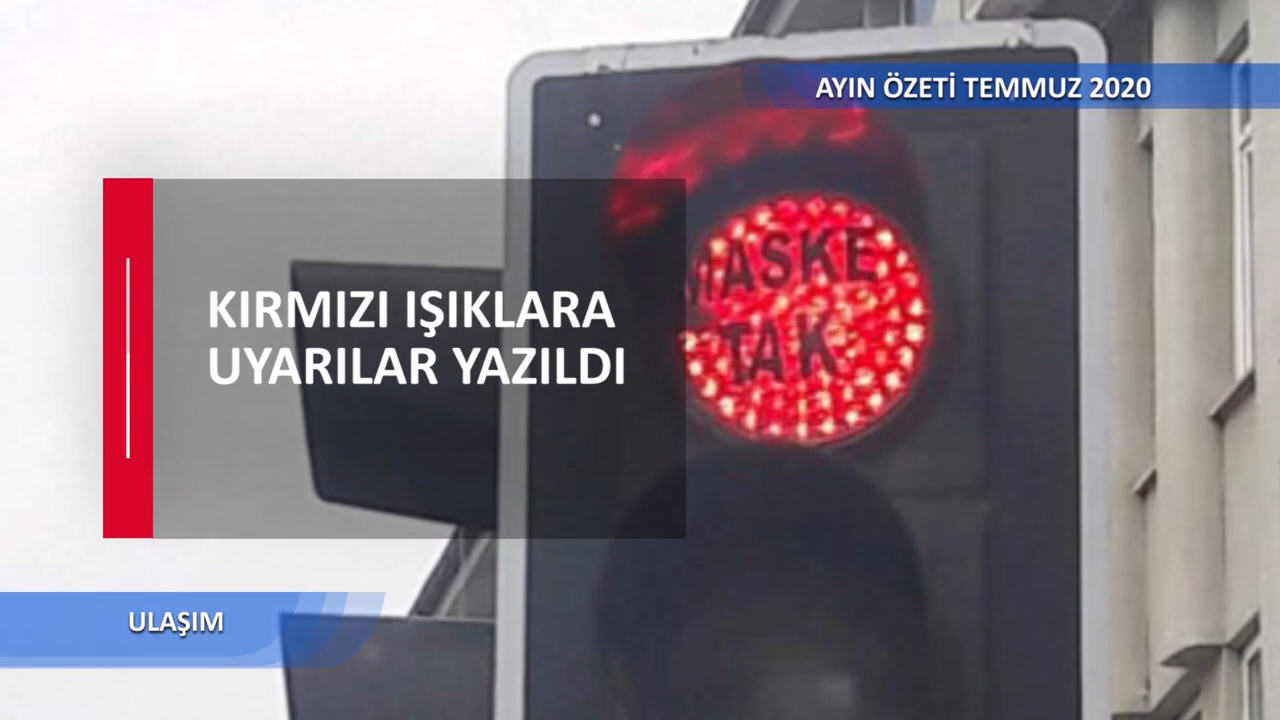 AYIN ÖZETİ TEMMUZ 2020
MASKE
TAK
KIRMIZI IŞIKLARA
UYARILAR YAZILDI
ULAŞIM